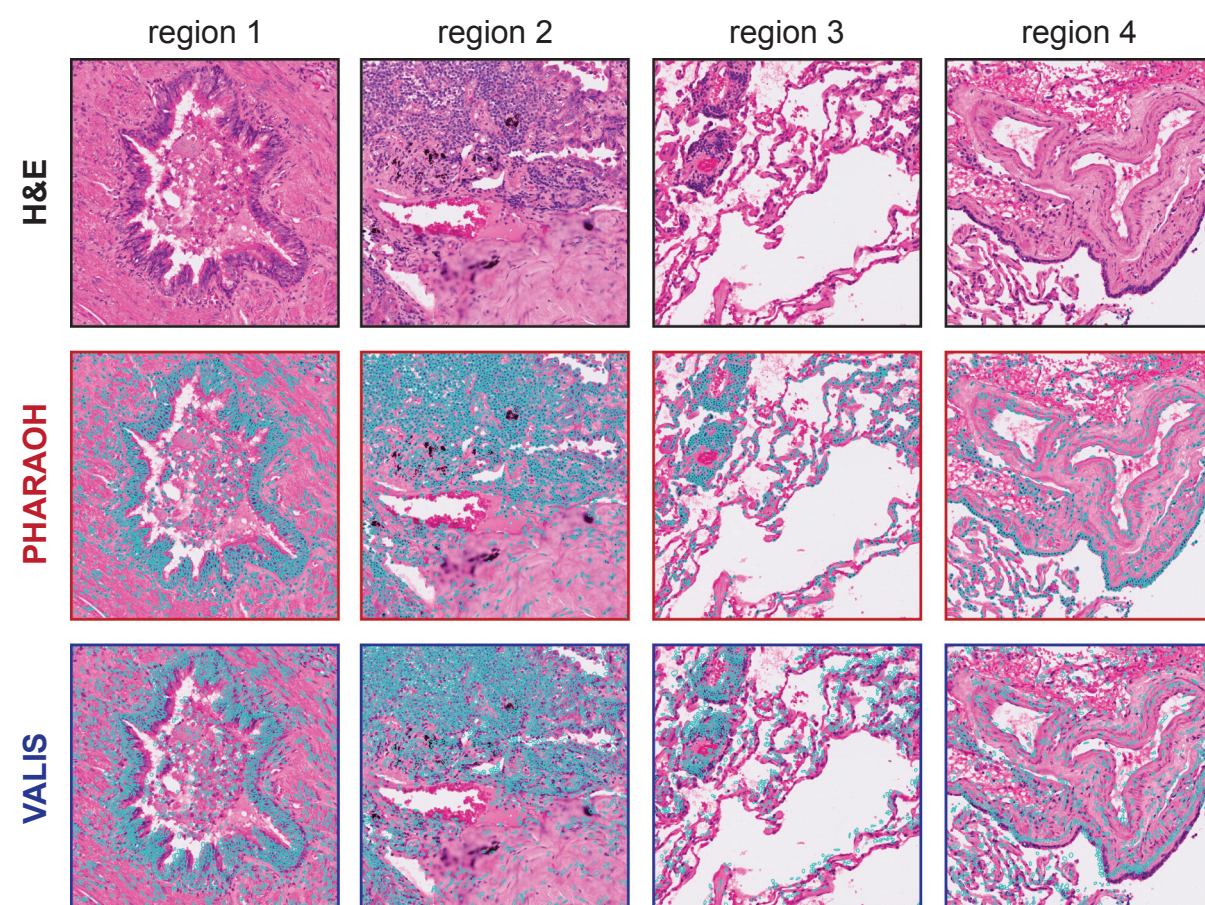 region 1
region 2
region 3
region 4
H&E
PHARAOH
VALIS